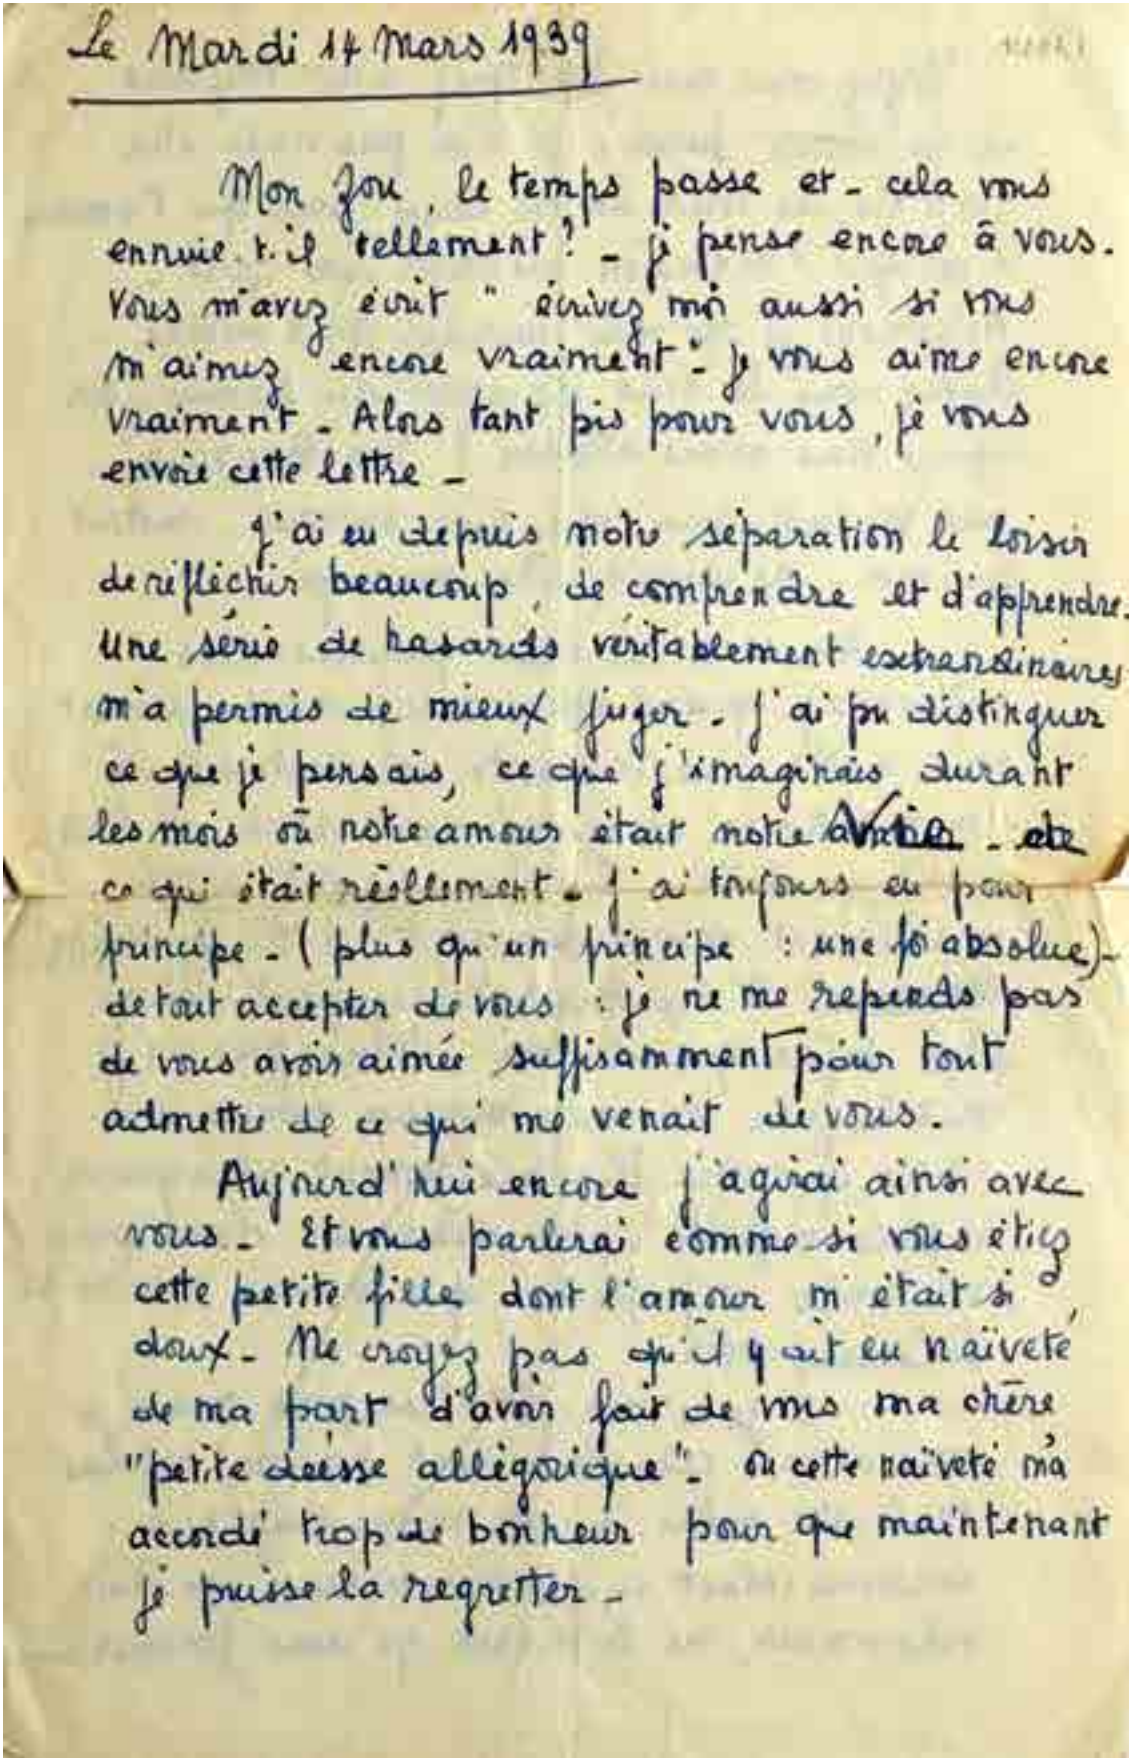 Le Mardi 14 Mars 1939
Mon Zou, le temps passe et - cela vous
ennuie-t-il tellement? - je pense encore à vous.
Vous m'avez écrit " écrivez moi aussi si vous
m'aimez encore vraiment". je vous aime encore
vraiment - Alors tant pis pour vous, je vous
envoie cette lettre -
J'ai eu depuis notre séparation le loisir
de réfléchir beaucoup, de comprendre et d'apprendre.
Une série de hasards véritablement extraordinaires
m'a permis de mieux juger - j'ai pu distinguer
ce que je pensais, ce que j'imaginais durant
les mois où notre amour était notre Vie - de
ce qui était réellement - j'ai toujours eu pour
principe - (plus qu'un principe : une foi absolue) -
de tout accepter de vous : je ne me repends pas
de vous avoir aimée suffisamment pour tout
admettre de ce qui me venait de vous.
Aujourd'hui encore j'agirai ainsi avec
vous - Et vous parlerai comme si vous étiez
cette petite fille dont l'amour m'était si
doux - Ne croyez pas qu'il y ait eu naïveté
de ma part d'avoir fait de vous ma chère
"petite déesse allégorique" - ou cette naïveté m'a
accordé trop de bonheur pour que maintenant
je puisse la regretter -